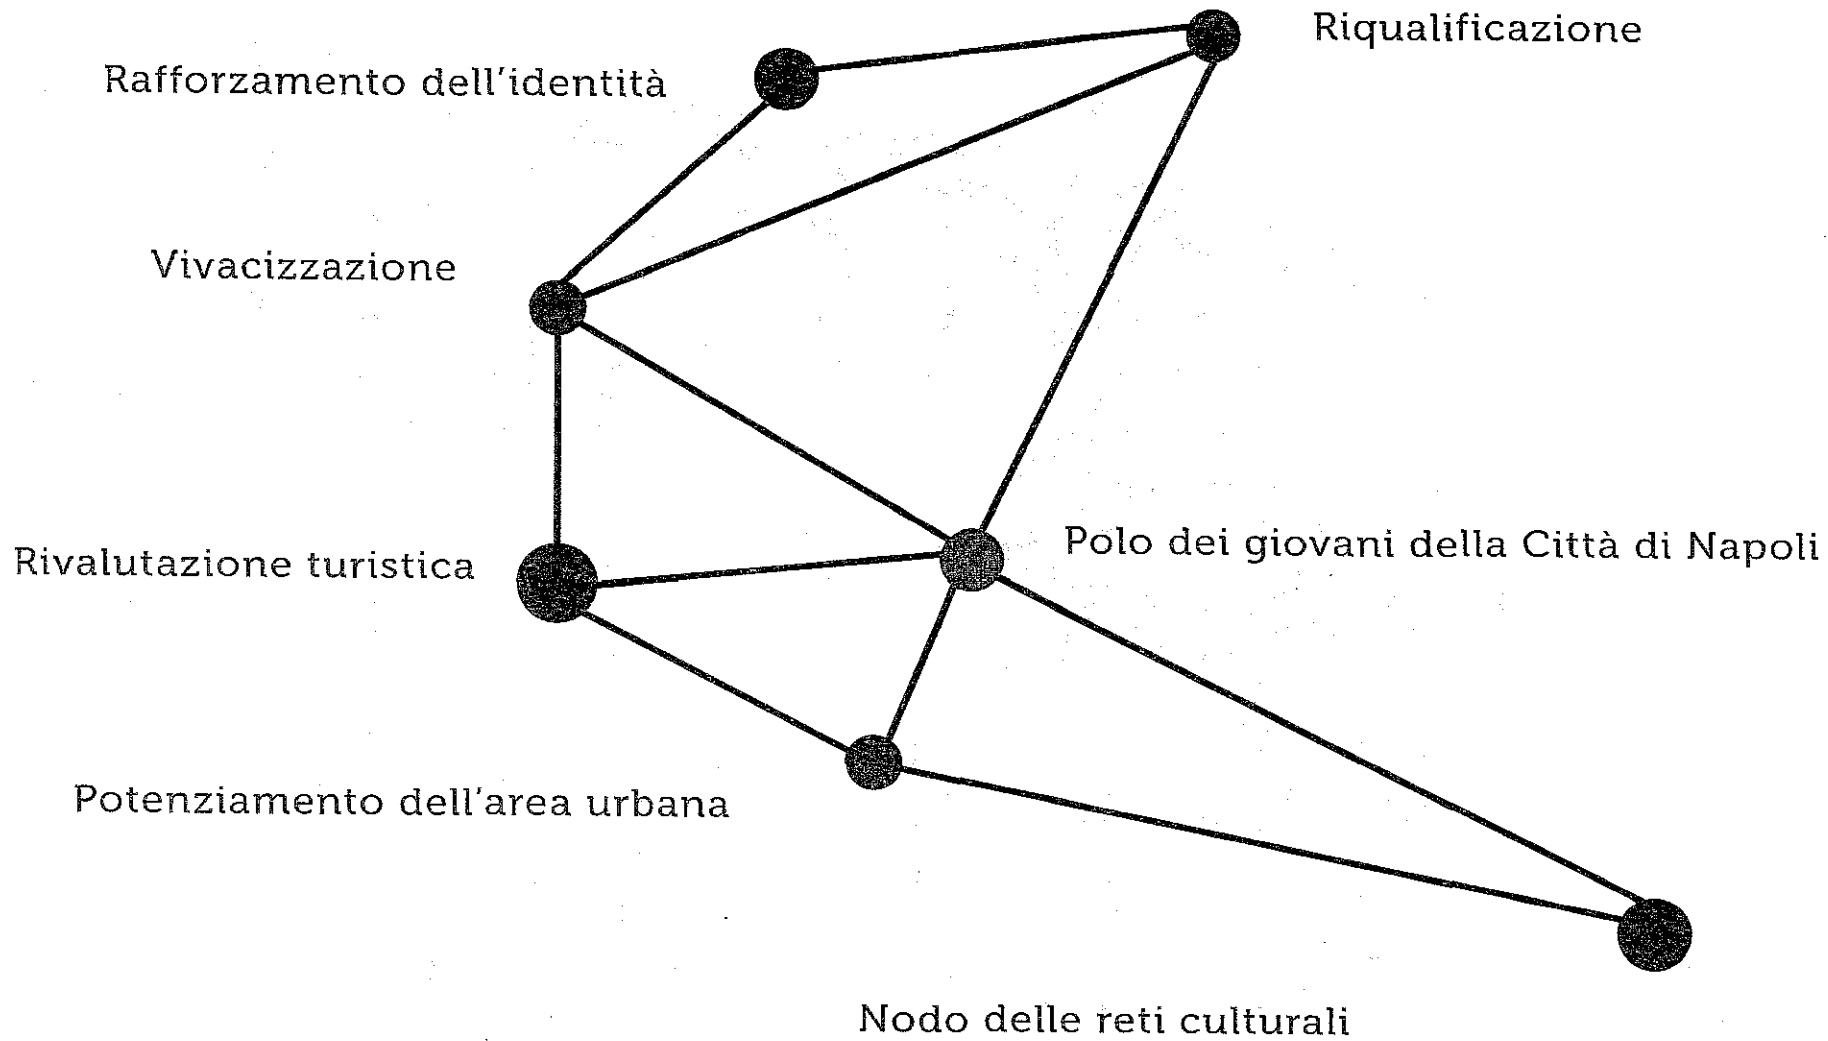 Riqualificazione
Rafforzamento dell'identità
Vivacizzazione
Polo dei giovani della Città di Napoli
Rivalutazione turistica
Potenziamento dell'area urbana
Nodo delle reti culturali